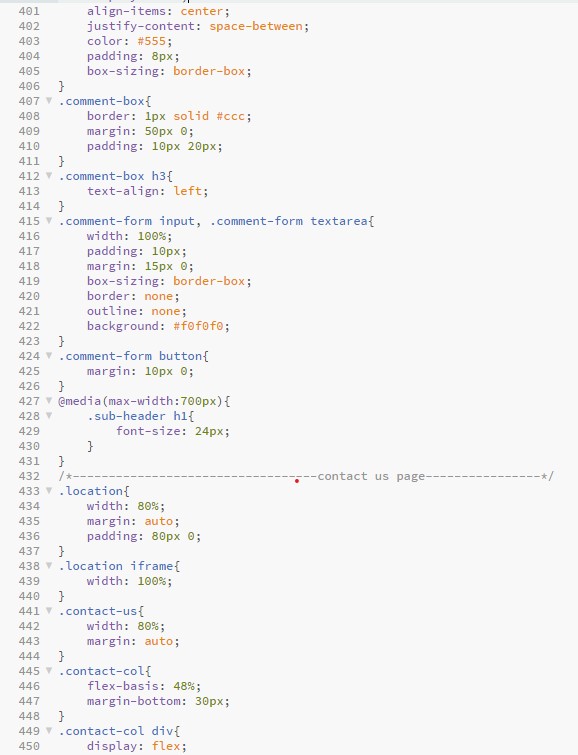 401 align-items: center;
402 justify-content: space-between;
403 color: #555;
404 padding: 8px;
405 box-sizing: border-box;
406 }
407 .comment-box{
408 border: 1px solid #ccc;
409 margin: 50px 0;
410 padding: 10px 20px;
411 }
412 .comment-box h3{
413 text-align: left;
414 }
415 .comment-form input, .comment-form textarea{
416 width: 100%;
417 padding: 10px;
418 margin: 15px 0;
419 box-sizing: border-box;
420 border: none;
421 outline: none;
422 background: #f0f0f0;
423 }
424 .comment-form button{
425 margin: 10px 0;
426 }
427 @media(max-width:700px){
428 .sub-header h1{
429 font-size: 24px;
430 }
431 }
432 /*----------------------------------contact us page----------------*/
433 .location{
434 width: 80%;
435 margin: auto;
436 padding: 80px 0;
437 }
438 .location iframe{
439 width: 100%;
440 }
441 .contact-us{
442 width: 80%;
443 margin: auto;
444 }
445 .contact-col{
446 flex-basis: 48%;
447 margin-bottom: 30px;
448 }
449 .contact-col div{
450 display: flex;